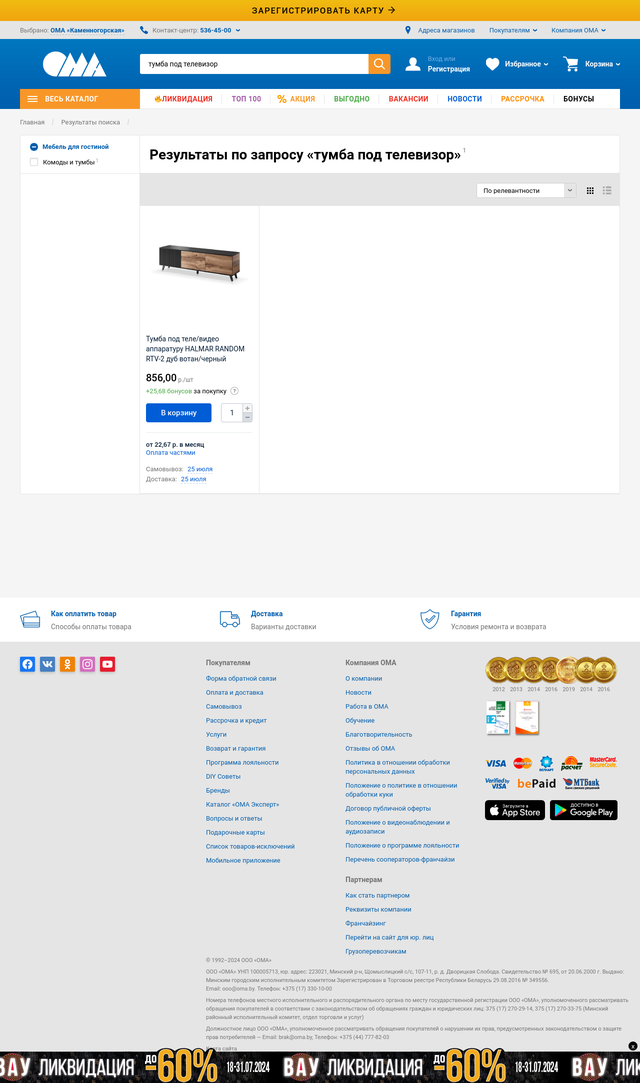 ЗАРЕГИСТРИРОВАТЬ КАРТУ →
Выбрано: ОМА «Каменногорская»
Контакт-центр: 536-45-00
Адреса магазинов
Покупателям
Компания ОМА
ОМА
тумба под телевизор
Вход или
Регистрация
Избранное
Корзина
ВЕСЬ КАТАЛОГ
ЛИКВИДАЦИЯ
ТОП 100
АКЦИЯ
ВЫГОДНО
ВАКАНСИИ
НОВОСТИ
РАССРОЧКА
БОНУСЫ
Главная / Результаты поиска /
Мебель для гостиной
Комоды и тумбы 1
Результаты по запросу «тумба под телевизор» 1
По релевантности
Тумба под теле/видео
аппаратуру HALMAR RANDOM
RTV-2 дуб вотан/черный
856,00 р./шт
+25,68 бонусов за покупку ?
В корзину
1
от 22,67 р. в месяц
Оплата частями
Самовывоз: 25 июля
Доставка: 25 июля
Как оплатить товар
Способы оплаты товара
Доставка
Варианты доставки
Гарантия
Условия ремонта и возврата
Покупателям
Форма обратной связи
Оплата и доставка
Самовывоз
Рассрочка и кредит
Услуги
Возврат и гарантия
Программа лояльности
DIY Советы
Бренды
Каталог «ОМА Эксперт»
Вопросы и ответы
Подарочные карты
Список товаров-исключений
Мобильное приложение
Компания ОМА
О компании
Новости
Работа в ОМА
Обучение
Благотворительность
Отзывы об ОМА
Политика в отношении обработки
персональных данных
Положение о политике в отношении
обработки куки
Договор публичной оферты
Положение о видеонаблюдении и
аудиозаписи
Положение о программе лояльности
Перечень сооператоров-франчайзи
Партнерам
Как стать партнером
Реквизиты компании
Франчайзинг
Перейти на сайт для юр. лиц
Грузоперевозчикам
2012 2013 2014 2016 2019 2014 2016
VISA
MasterCard
БЕЛКАРТ
расчет
MasterCard.
SecureCode.
Verified by
VISA
bePaid
МТБанк
Загрузите в
App Store
ДОСТУПНО В
Google Play
© 1992–2024 ООО «ОМА»
ООО «ОМА» УНП 100005713, юр. адрес: 223021, Минский р-н, Щомыслицкий с/с, 107-11, р. д. Дворицкая Слобода. Свидетельство № 695, от 20.06.2000 г. Выдано:
Минским городским исполнительным комитетом Зарегистрирован в Торговом реестре Республики Беларусь 29.08.2016 № 349556.
Email: ooo@oma.by. Телефон: +375 (17) 330-10-00
Номера телефонов местного исполнительного и распорядительного органа по месту государственной регистрации ООО «ОМА», уполномоченного рассматривать
обращения покупателей в соответствии с законодательством об обращениях граждан и юридических лиц: 375 (17) 270-29-14, 375 (17) 270-33-75 (Минский
районный исполнительный комитет, отдел торговли и услуг)
Должностное лицо ООО «ОМА», уполномоченное рассматривать обращения покупателей о нарушении их прав, предусмотренных законодательством о защите
прав потребителей — Email: brak@oma.by, Телефон: +375 (44) 777-82-03
Карта сайта
x
ВАУ ЛИКВИДАЦИЯ до -60% 18-31.07.2024 ВАУ ЛИКВИДАЦИЯ до -60% 18-31.07.2024 ВАУ ЛИК